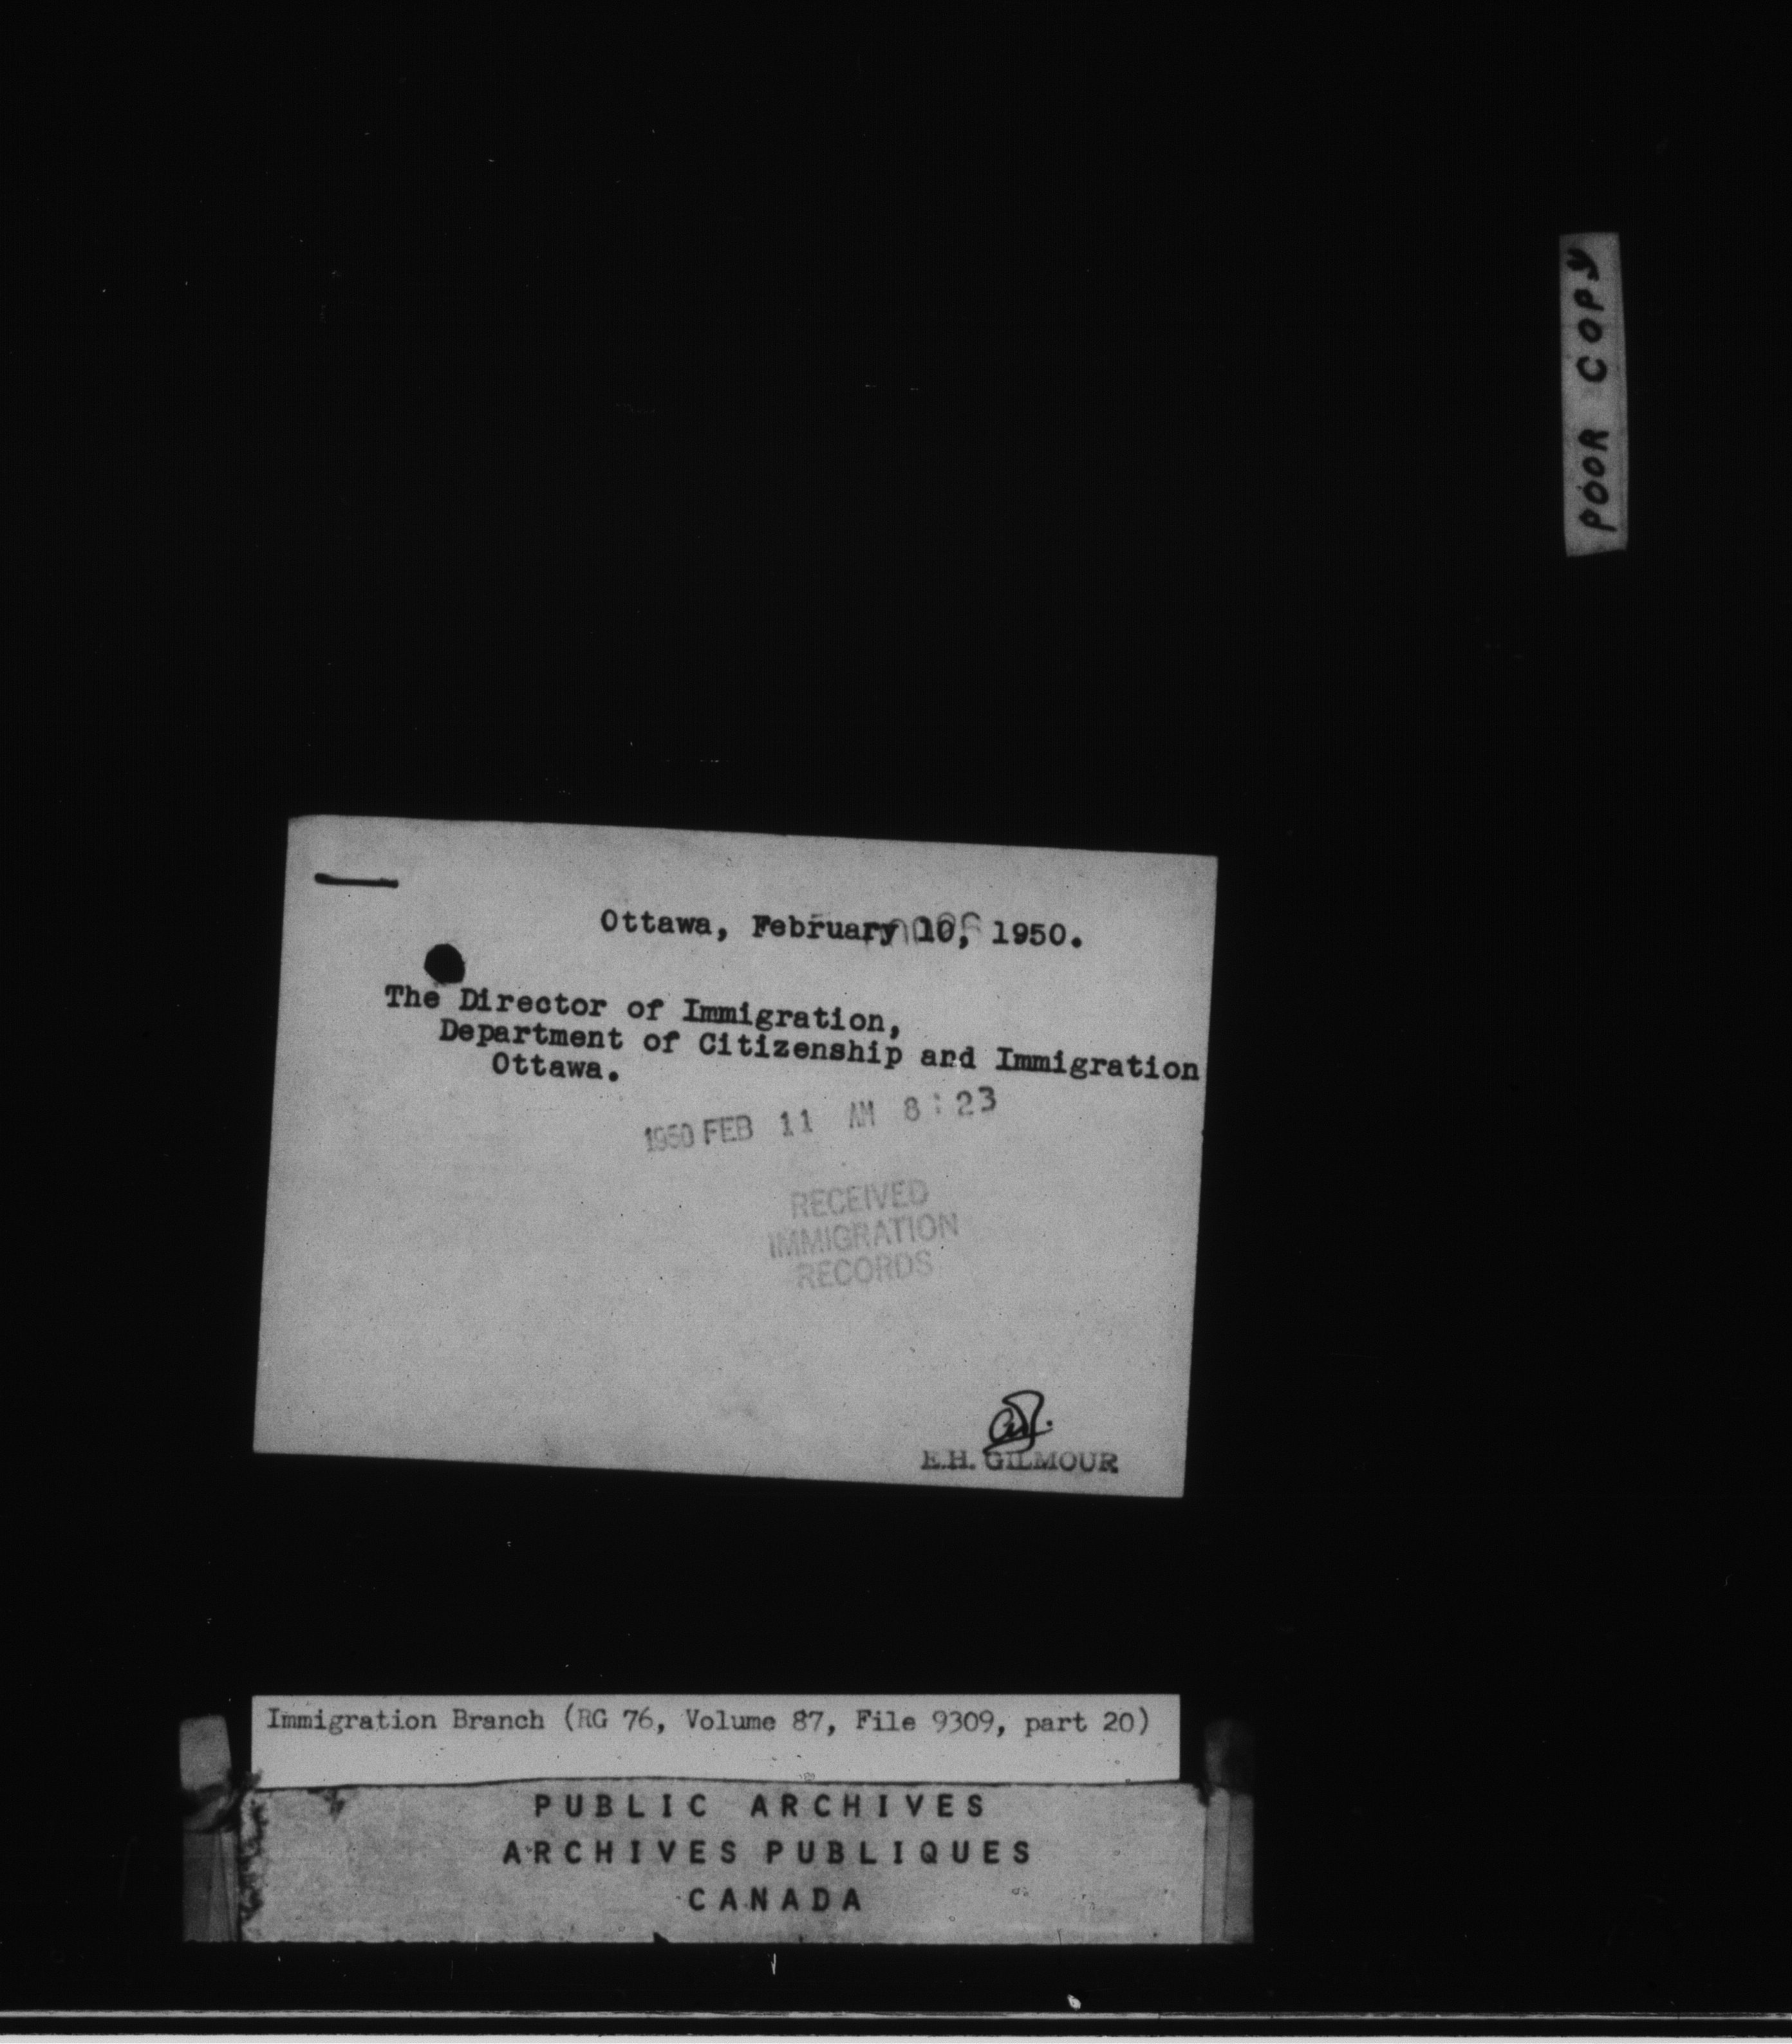 POOR COPY
Ottawa, February 10, 1950.
The Director of Immigration,
Department of Citizenship and Immigration
Ottawa.
1950 FEB 11 AM 8:23
RECEIVED
IMMIGRATION
RECORDS
E.H. GILMOUR
Immigration Branch (RG 76, Volume 87, File 9309, part 20)
PUBLIC ARCHIVES
ARCHIVES PUBLIQUES
CANADA